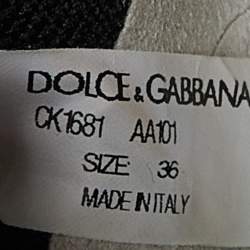 DOLCE & GABBANA
CK1681 AA101
SIZE: 36
MADE IN ITALY